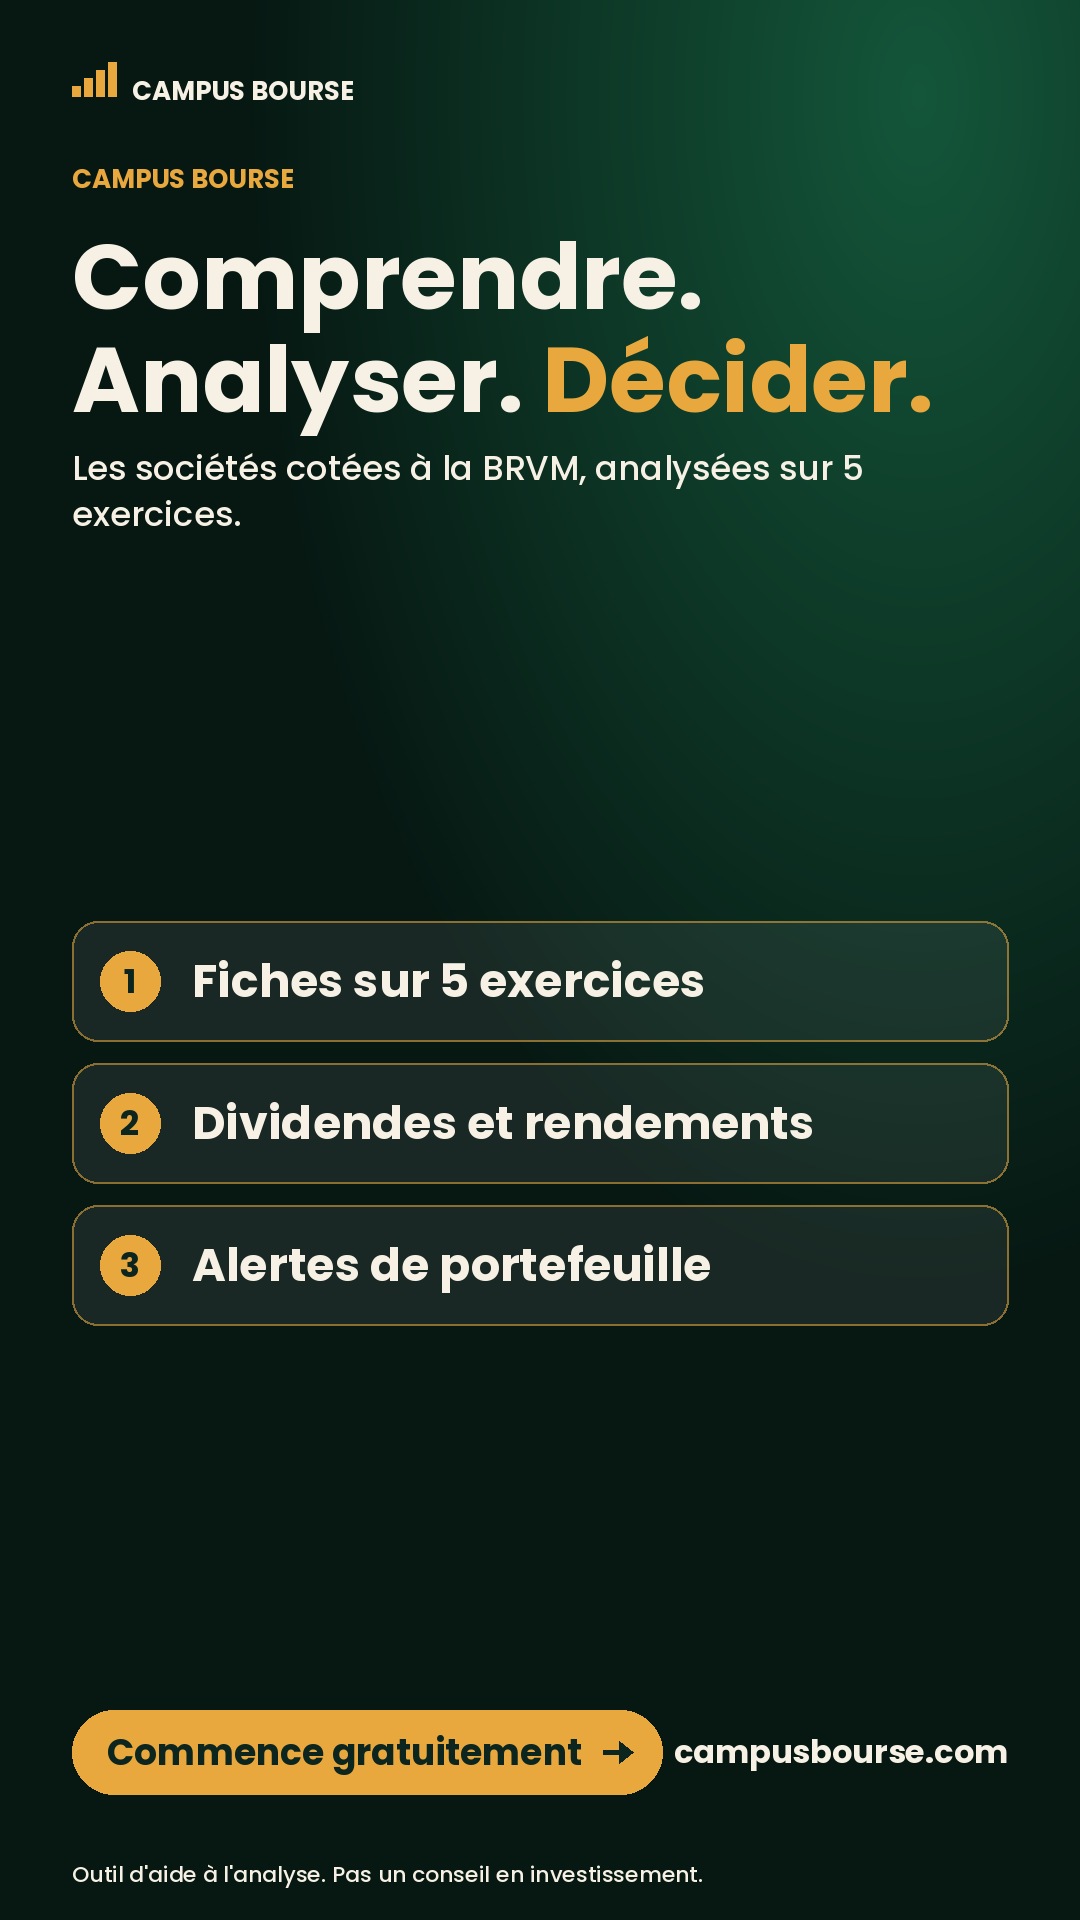 CAMPUS BOURSE
CAMPUS BOURSE
Comprendre.
Analyser. Décider.
Les sociétés cotées à la BRVM, analysées sur 5
exercices.
1 Fiches sur 5 exercices
2 Dividendes et rendements
3 Alertes de portefeuille
Commence gratuitement → campusbourse.com
Outil d'aide à l'analyse. Pas un conseil en investissement.